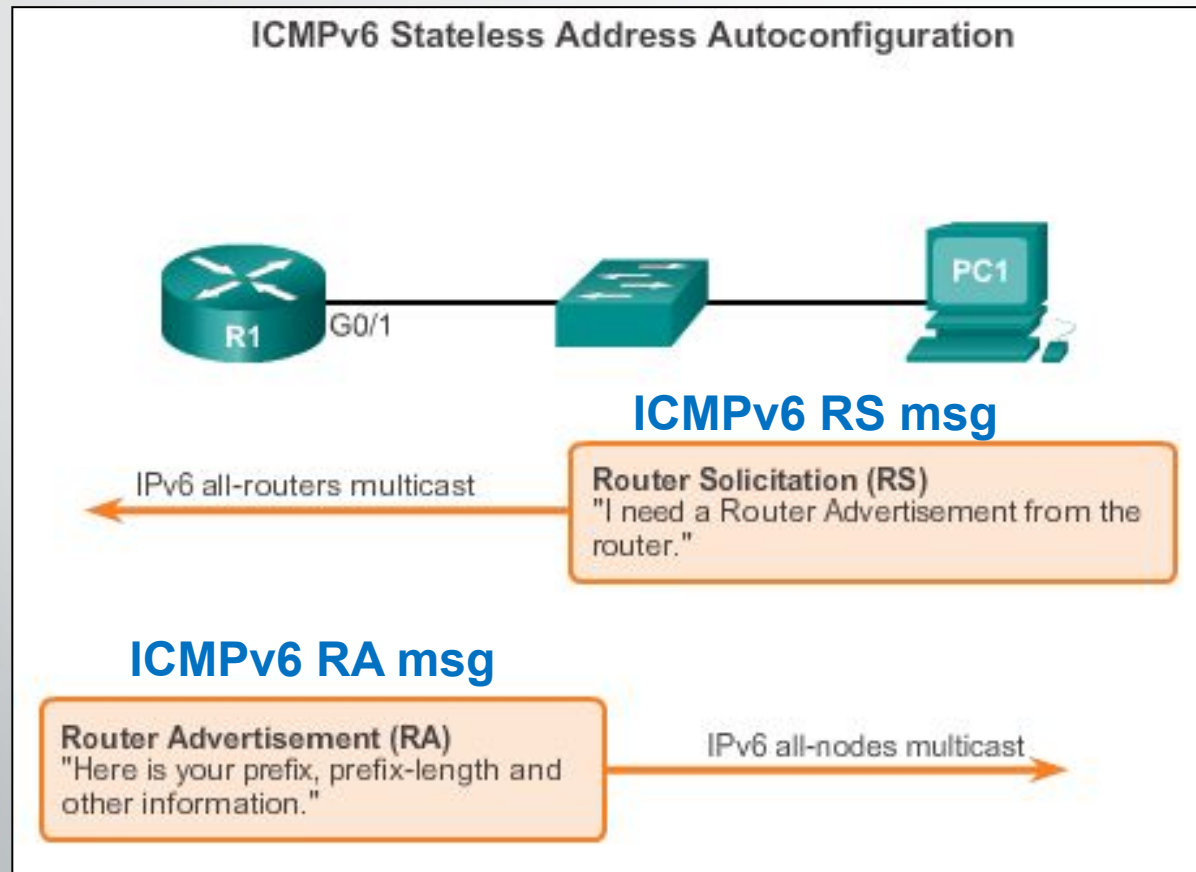 ICMPv6 Stateless Address Autoconfiguration
PC1
R1
G0/1
ICMPv6 RS msg
IPv6 all-routers multicast
Router Solicitation (RS)
"I need a Router Advertisement from the
router."
ICMPv6 RA msg
Router Advertisement (RA)
"Here is your prefix, prefix-length and
other information."
IPv6 all-nodes multicast